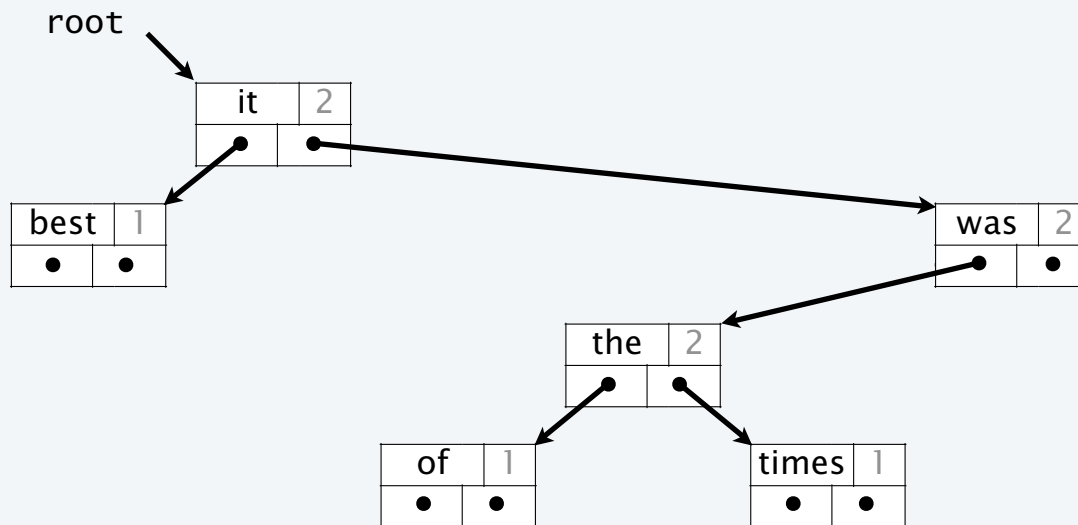 root
it 2
best 1
was 2
the 2
of 1
times 1